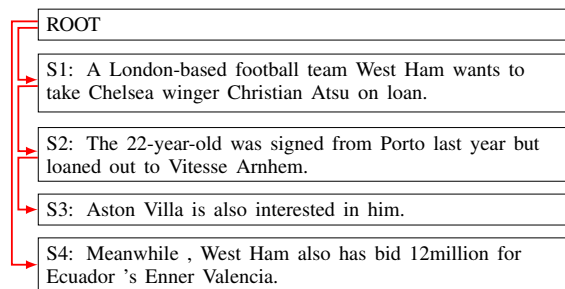 ROOT
S1: A London-based football team West Ham wants to
take Chelsea winger Christian Atsu on loan.
S2: The 22-year-old was signed from Porto last year but
loaned out to Vitesse Arnhem.
S3: Aston Villa is also interested in him.
S4: Meanwhile , West Ham also has bid 12million for
Ecuador 's Enner Valencia.